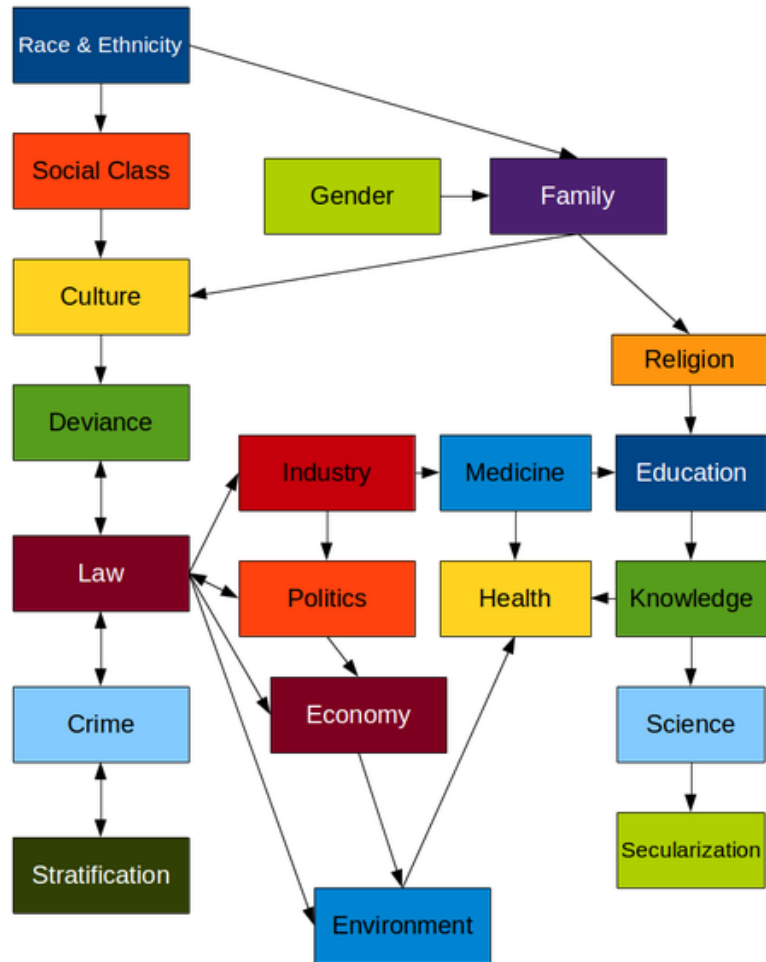 Race & Ethnicity
Social Class
Gender
Family
Culture
Religion
Deviance
Industry
Medicine
Education
Law
Politics
Health
Knowledge
Crime
Economy
Science
Stratification
Secularization
Environment